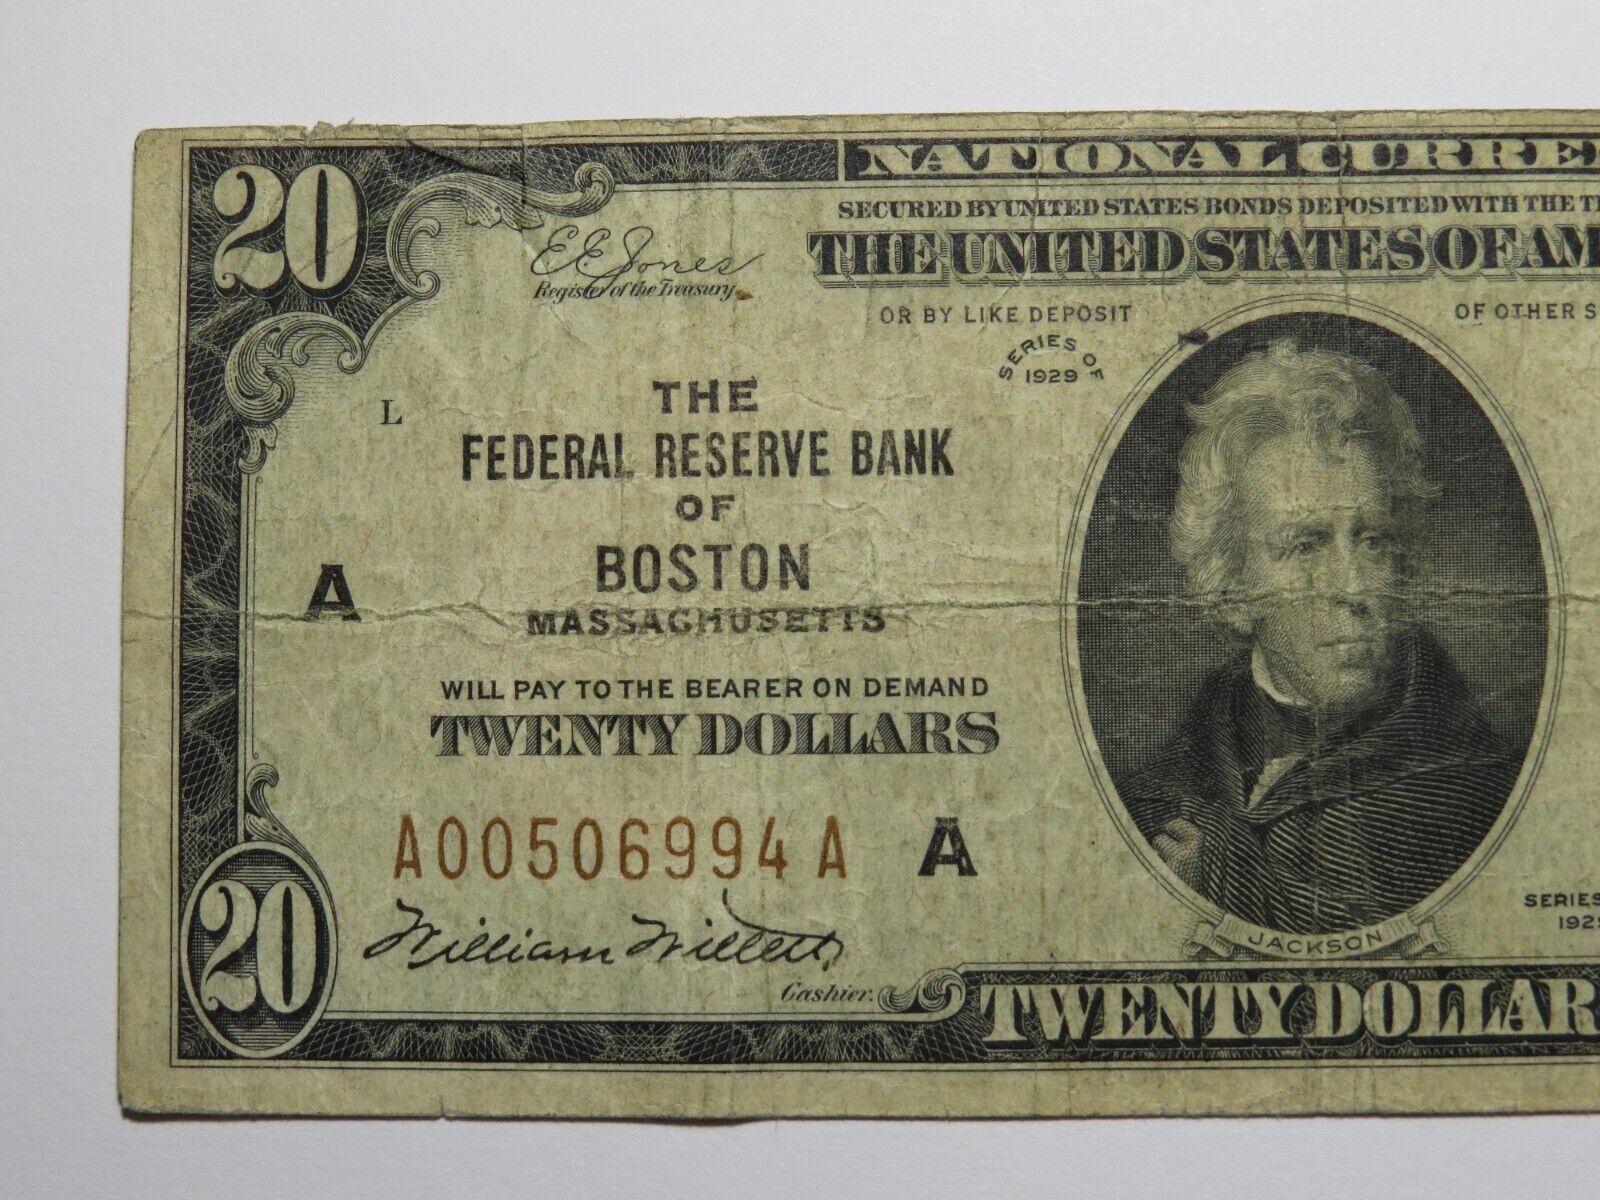 20
NATIONAL CURRE
SECURED BY UNITED STATES BONDS DEPOSITED WITH THE T
E E Jones
Register of the Treasury
THE UNITED STATES OF AM
OR BY LIKE DEPOSIT
OF OTHER S
SERIES OF
1929
L
THE
FEDERAL RESERVE BANK
OF
BOSTON
MASSACHUSETTS
A
WILL PAY TO THE BEARER ON DEMAND
TWENTY DOLLARS
A00506994A
A
SERIES
1929
William Willett
Cashier.
JACKSON
20
TWENTY DOLLAR